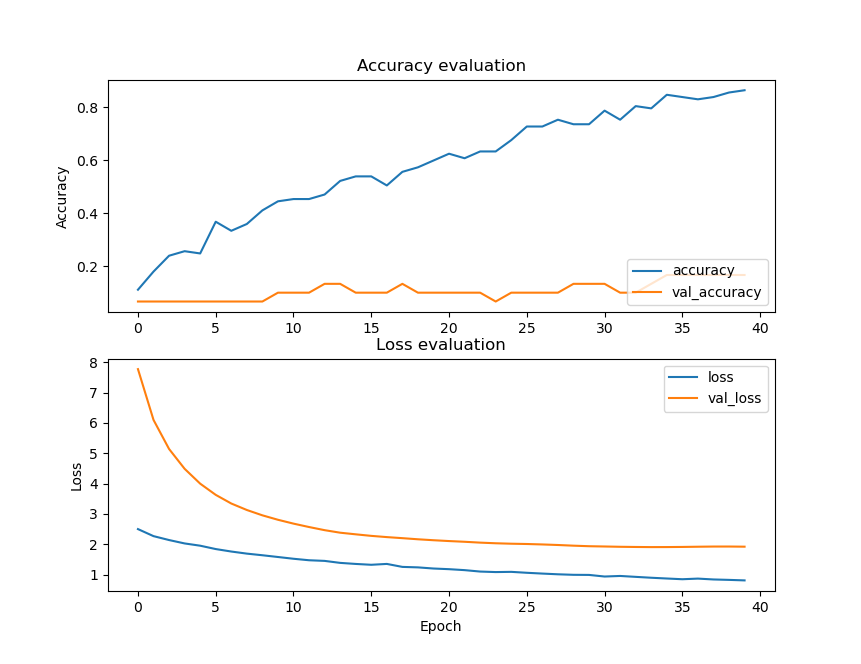 Accuracy evaluation
0.8
0.6
0.4
0.2
Accuracy
accuracy
val_accuracy
0 5 10 15 20 25 30 35 40
Loss evaluation
8
7
6
5
4
3
2
1
Loss
loss
val_loss
0 5 10 15 20 25 30 35 40
Epoch